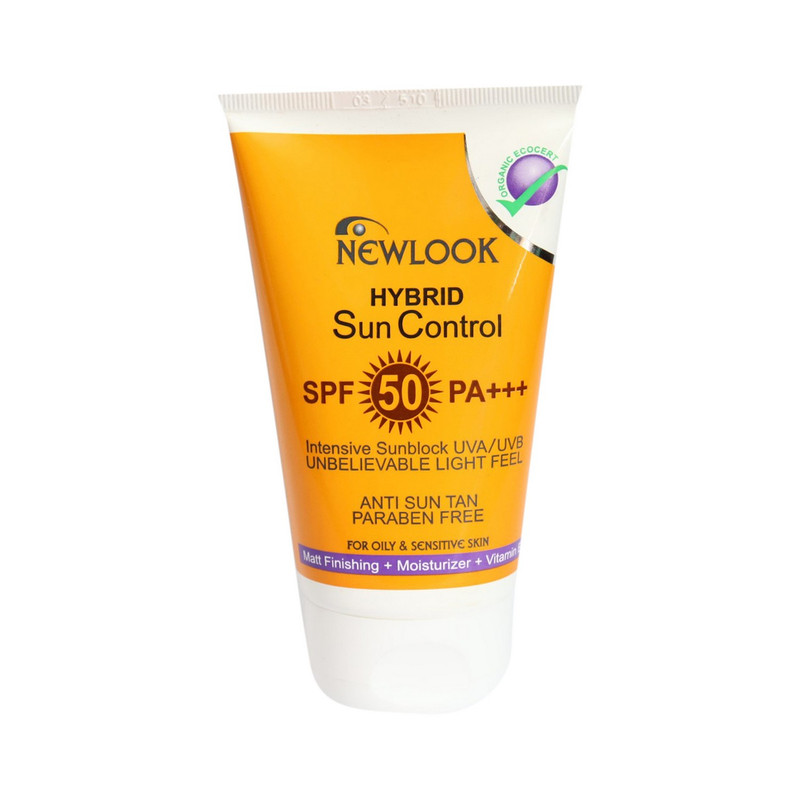 ORGANIC ECOCERT
NEWLOOK
HYBRID
Sun Control
SPF 50 PA+++
Intensive Sunblock UVA/UVB
UNBELIEVABLE LIGHT FEEL
ANTI SUN TAN
PARABEN FREE
FOR OILY & SENSITIVE SKIN
Matt Finishing + Moisturizer + Vitamin